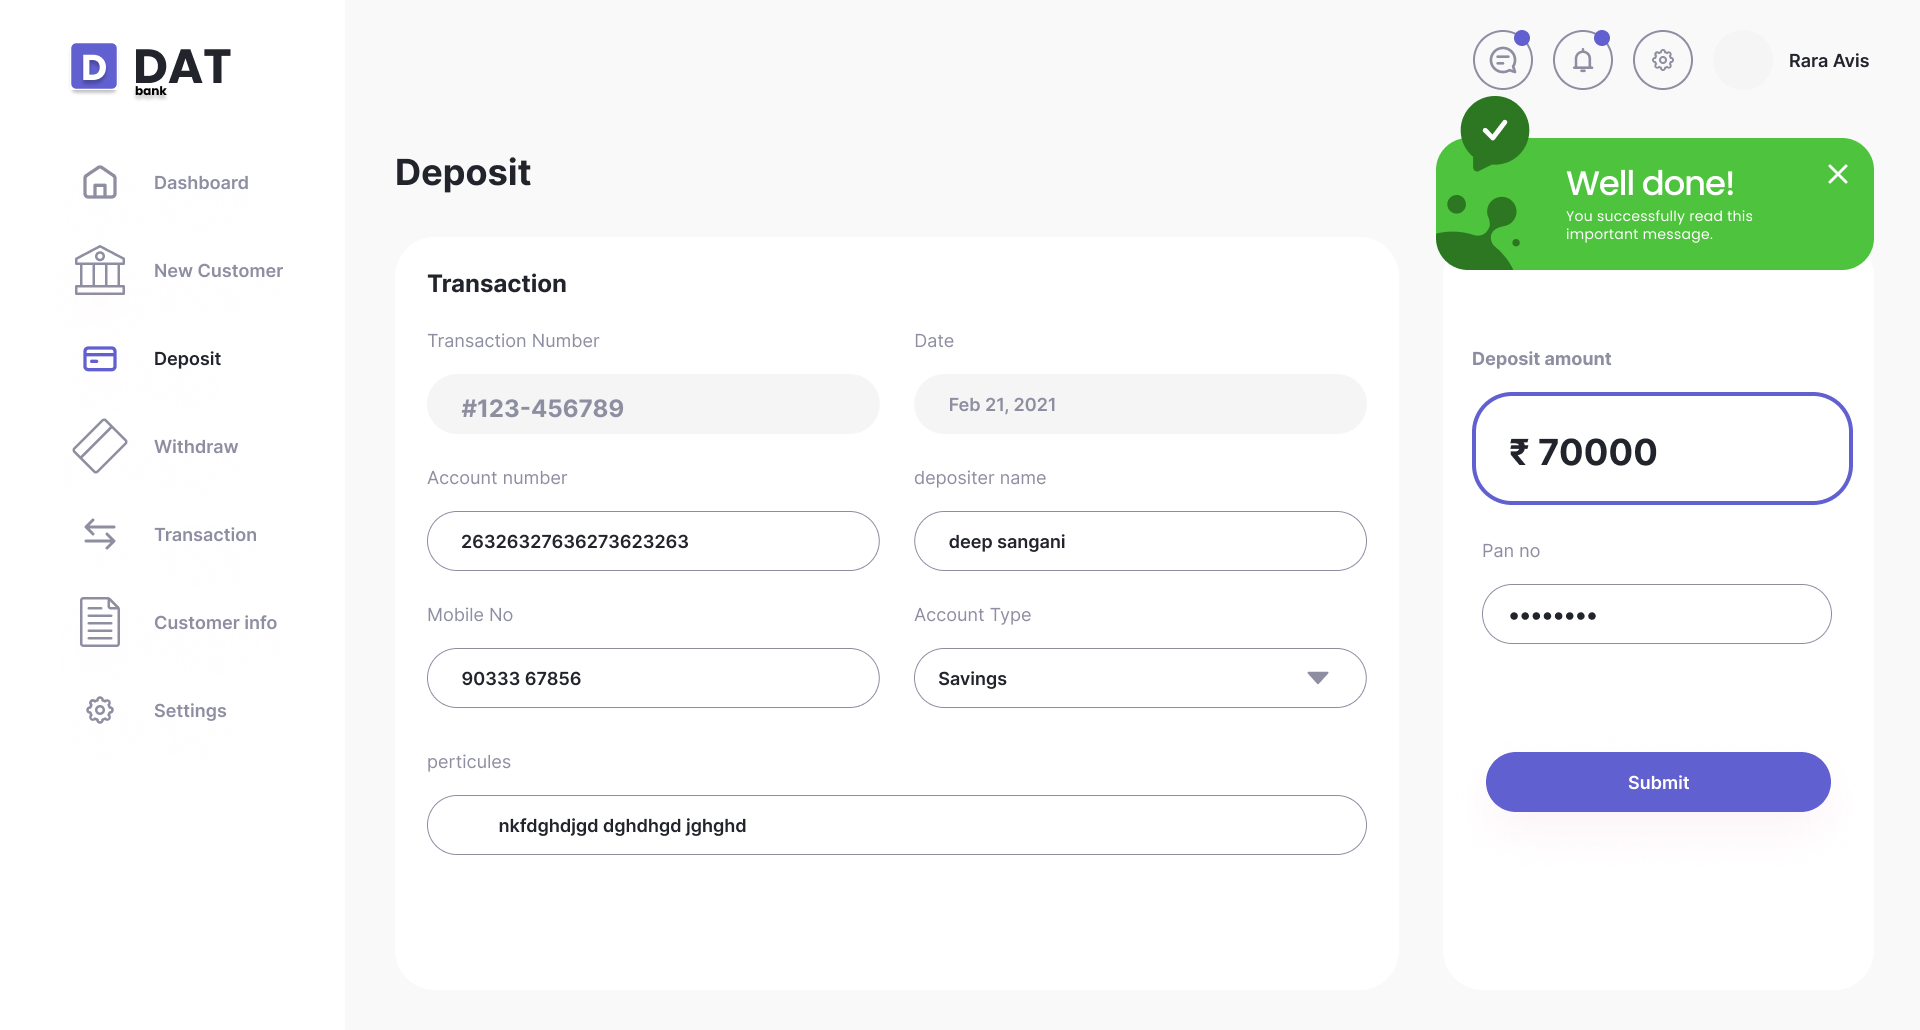 D DAT
bank
Dashboard
New Customer
Deposit
Withdraw
Transaction
Customer info
Settings
Rara Avis
Deposit
Well done!
You successfully read this
important message.
Transaction
Transaction Number
Date
#123-456789
Feb 21, 2021
Account number
depositer name
26326327636273623263
deep sangani
Mobile No
Account Type
90333 67856
Savings
perticules
nkfdghdjgd dghdhgd jghghd
Deposit amount
₹ 70000
Pan no
••••••••
Submit